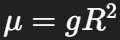 μ = gR²